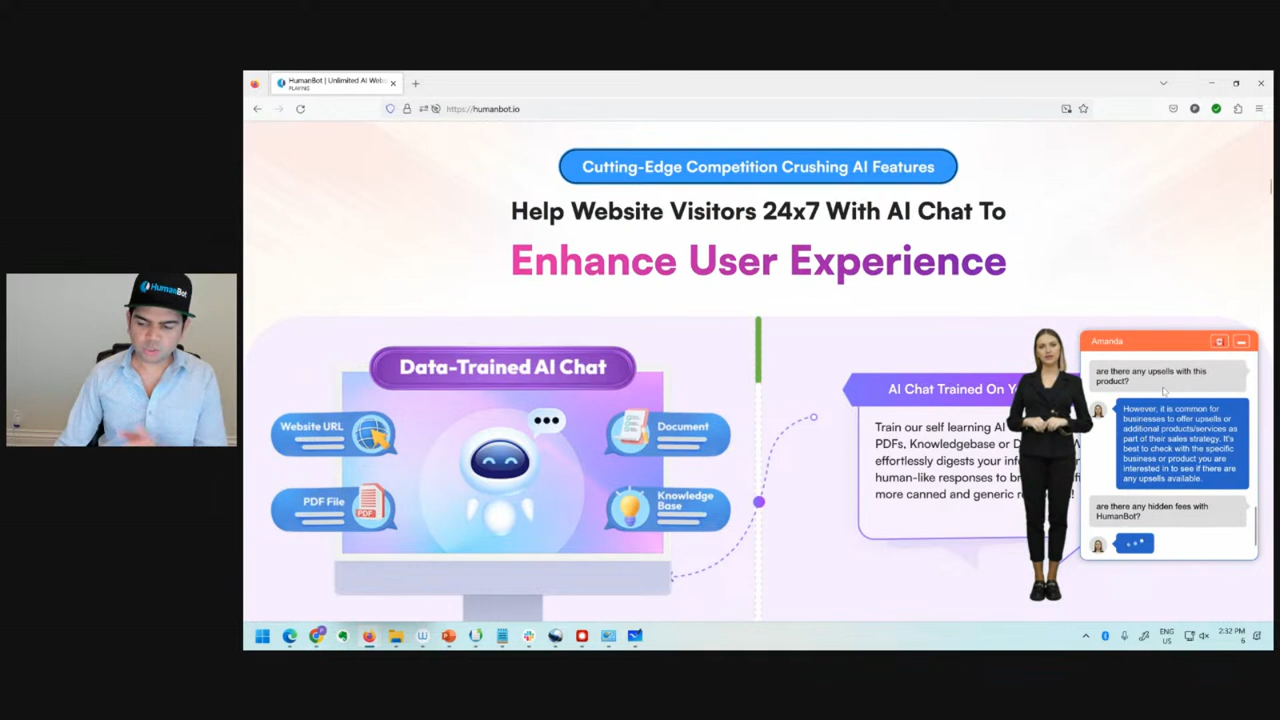 HumanBot | Unlimited AI Webs
PLAYING
https://humanbot.io
Cutting-Edge Competition Crushing AI Features
Help Website Visitors 24x7 With AI Chat To
Enhance User Experience
Data-Trained AI Chat
Website URL
Document
PDF File
PDF
Knowledge
Base
AI Chat Trained On
Train our self learning AI
PDFs, Knowledgebase or
effortlessly digests your
human-like responses to
more canned and generic
Amanda
are there any upsells with this
product?
However, it is common for
businesses to offer upsells or
additional products/services as
part of their sales strategy. It's
best to check with the specific
business or product you are
interested in to see if there are
any upsells available.
are there any hidden fees with
HumanBot?
HumanBot
ENG
US
2:32 PM
6